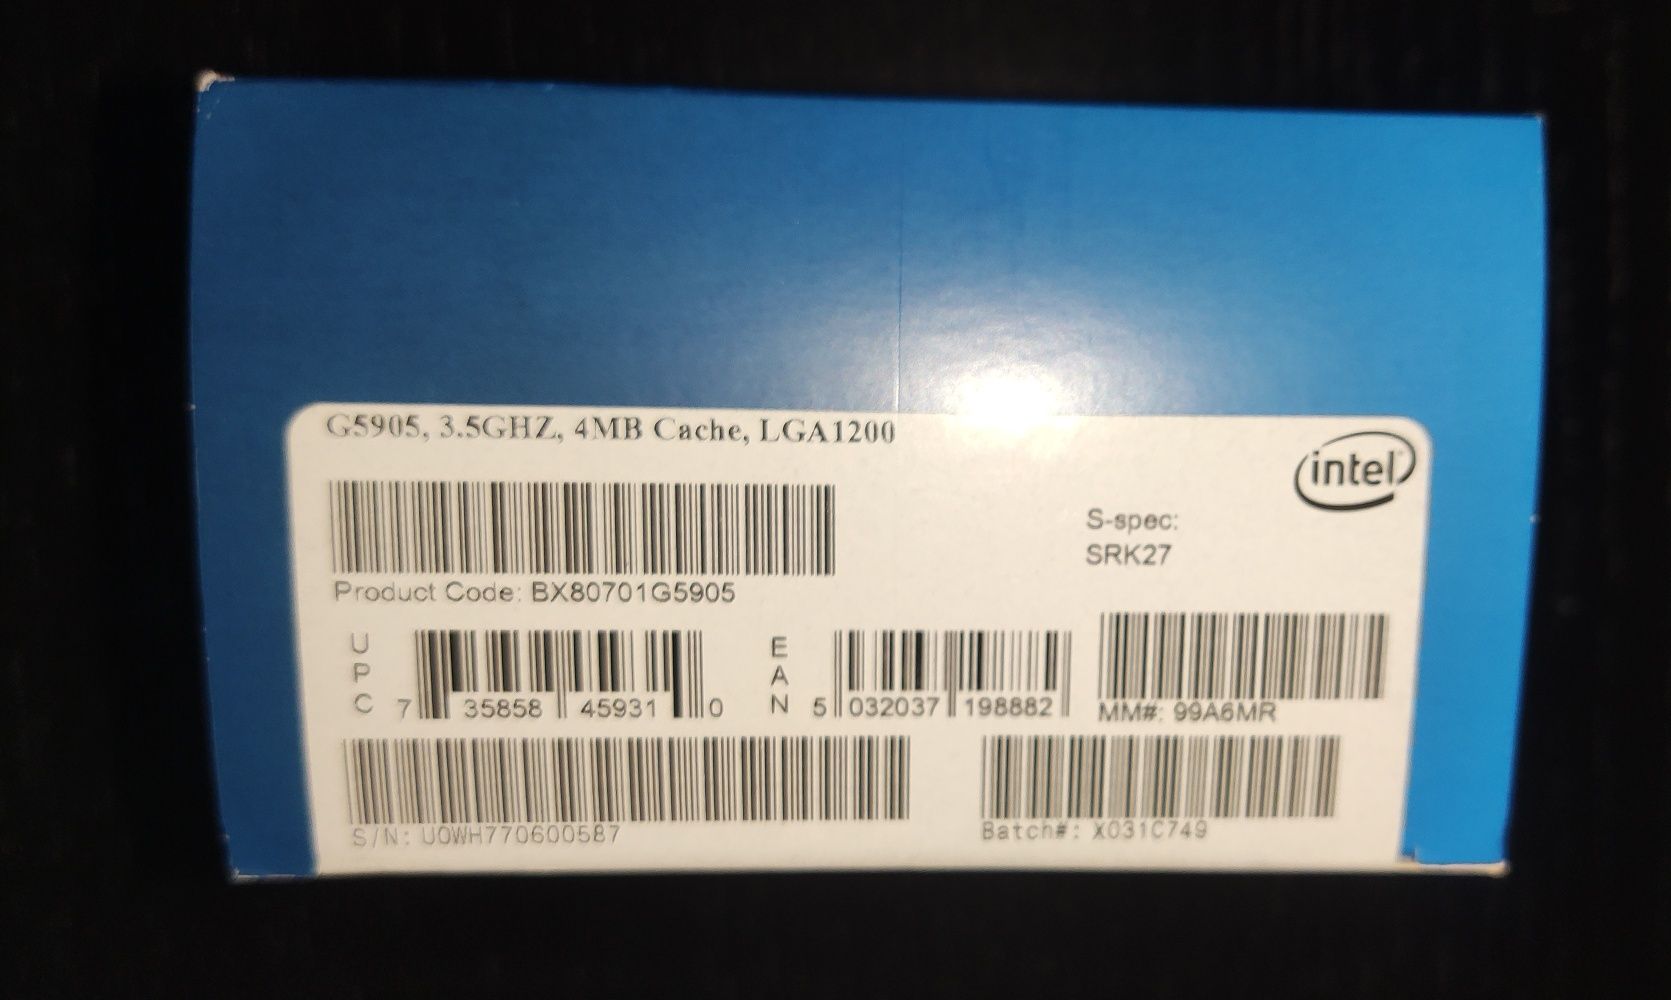 G5905, 3.5GHZ, 4MB Cache, LGA1200
intel
S-spec:
SRK27
Product Code: BX80701G5905
UPC 7 35858 45931 0
EAN 5 032037 198882
MM#: 99A6MR
S/N: U0WH770600587
Batch#: X031C749